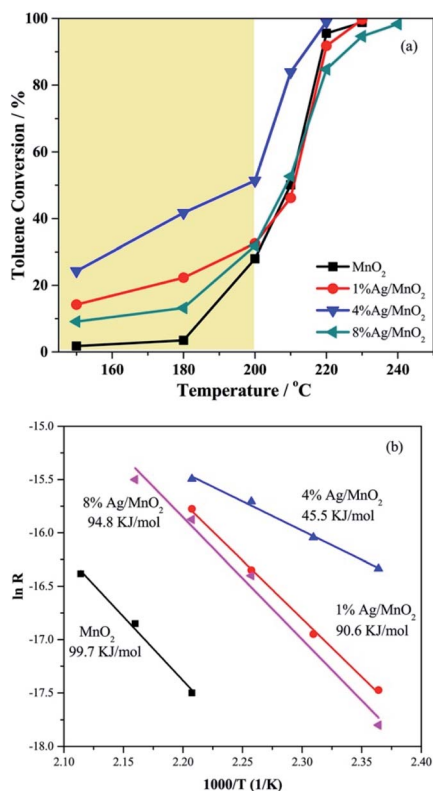 (a)
Toluene Conversion / %
100
80
60
40
20
0
MnO₂
1%Ag/MnO₂
4%Ag/MnO₂
8%Ag/MnO₂
160 180 200 220 240
Temperature / °C
(b)
ln R
-15.0
-15.5
-16.0
-16.5
-17.0
-17.5
-18.0
8% Ag/MnO₂
94.8 KJ/mol
4% Ag/MnO₂
45.5 KJ/mol
1% Ag/MnO₂
90.6 KJ/mol
MnO₂
99.7 KJ/mol
2.10 2.15 2.20 2.25 2.30 2.35 2.40
1000/T (1/K)